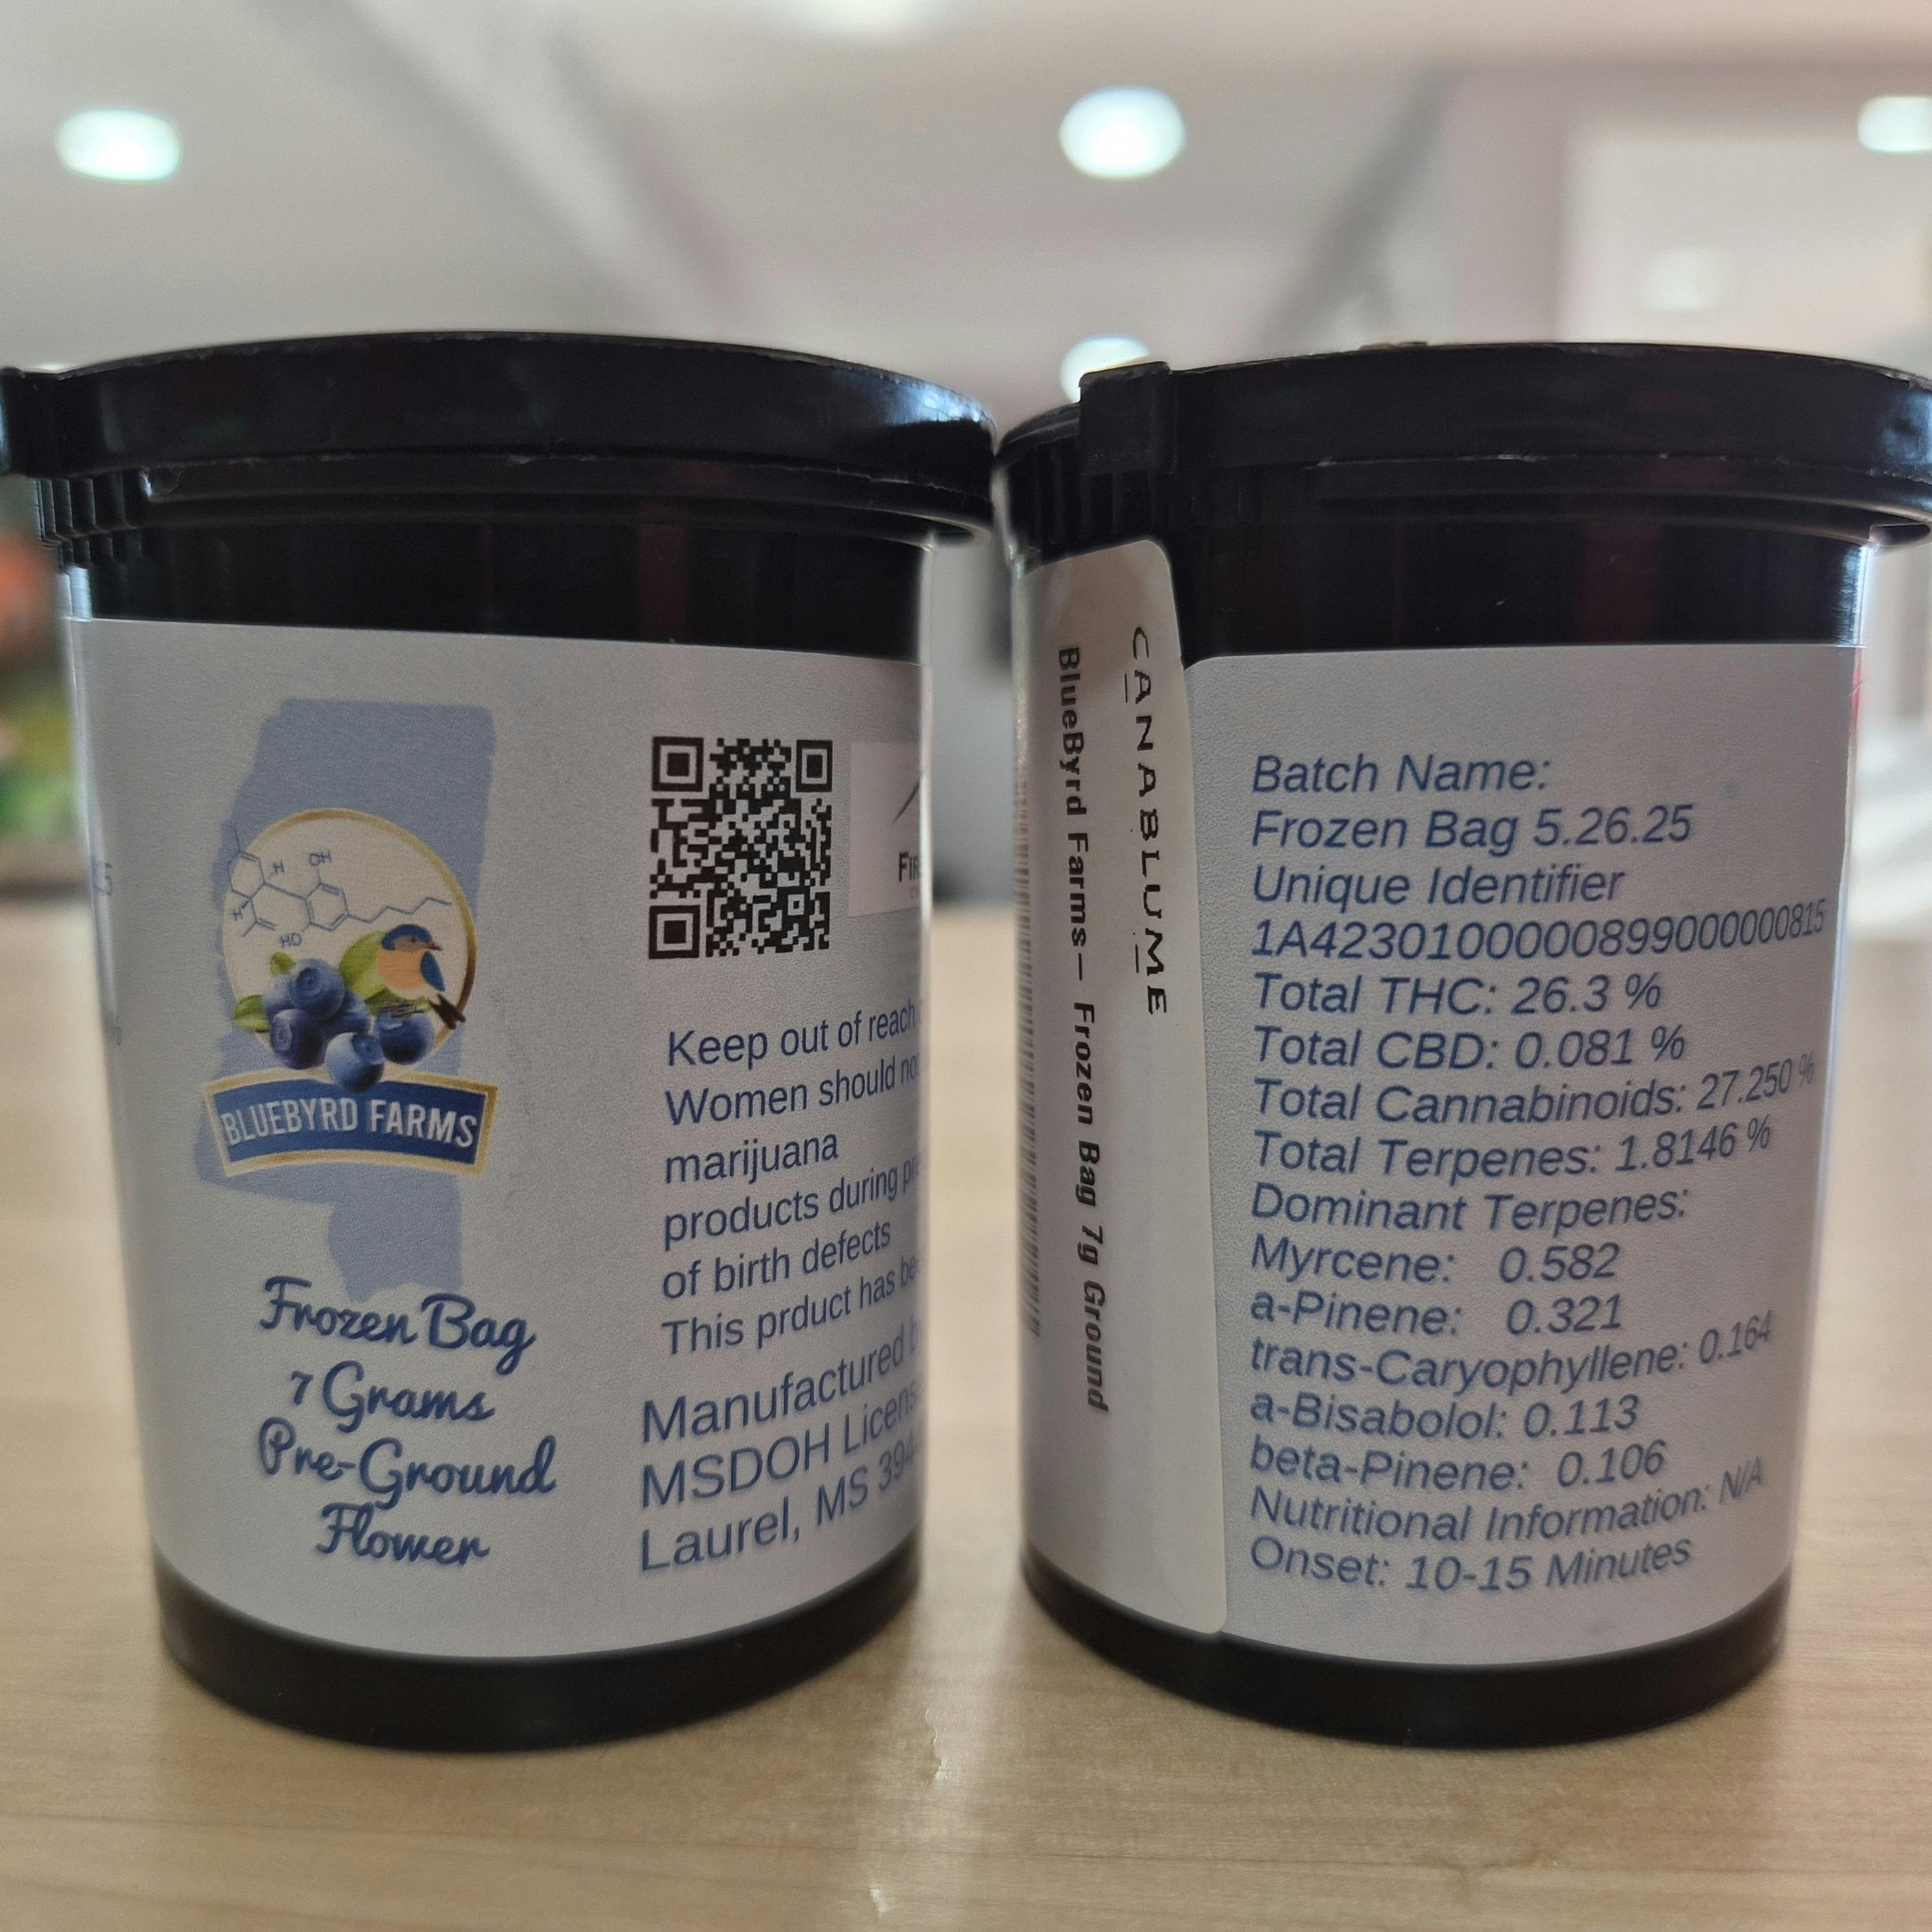 H
OH
H
HO
BLUEBYRD FARMS
Frozen Bag
7 Grams
Pre-Ground
Flower
Keep out of reach
Women should
marijuana
products during
of birth defects
This prduct has
Manufactured
MSDOH
Laurel, MS
CANABLUME
BlueByrd Farms— Frozen Bag 7g Ground
Batch Name:
Frozen Bag 5.26.25
Unique Identifier
1A4230100000899000000815
Total THC: 26.3 %
Total CBD: 0.081 %
Total Cannabinoids: 27.250 %
Total Terpenes: 1.8146 %
Dominant Terpenes:
Myrcene: 0.582
a-Pinene: 0.321
trans-Caryophyllene: 0.164
a-Bisabolol: 0.113
beta-Pinene: 0.106
Nutritional Information: N/A
Onset: 10-15 Minutes